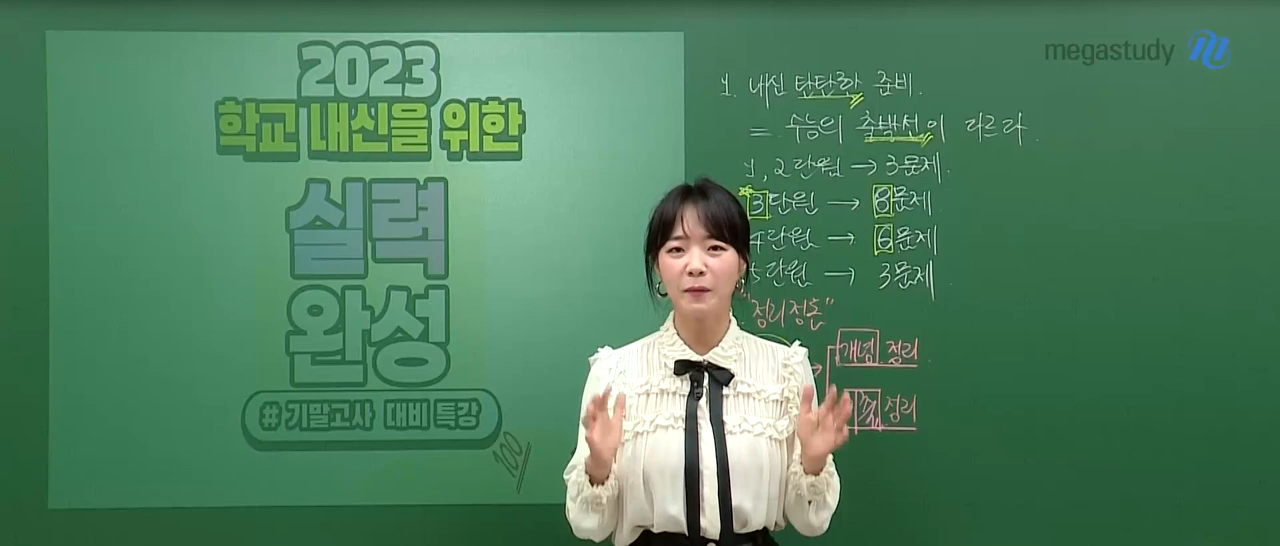 2023
학교 내신을 위한
실력
완성
# 기말고사 대비 특강
100
megastudy
1. 내신 탄탄한 준비.
= 수능의 출발선이 다르다.
1, 2단원 → 3문제.
*3단원 → 8문제.
4단원 → 6문제
5단원 → 3문제
"정리정돈"
개념 정리
정리